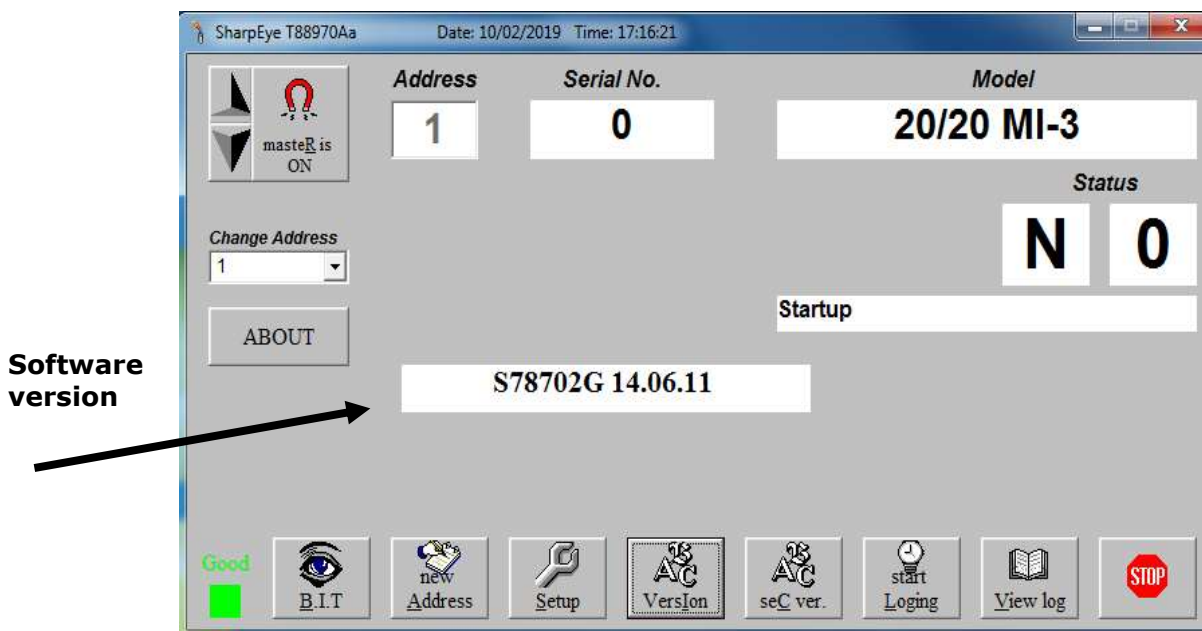 SharpEye T88970Aa Date: 10/02/2019 Time: 17:16:21
Address Serial No. Model
masteR is
ON
1 0 20/20 MI-3
Status
N 0
Change Address
1
Startup
ABOUT
Software
version
S78702G 14.06.11
Good
B.I.T
new
Address
Setup
VersIon
seC ver.
start
Loging
View log
STOP